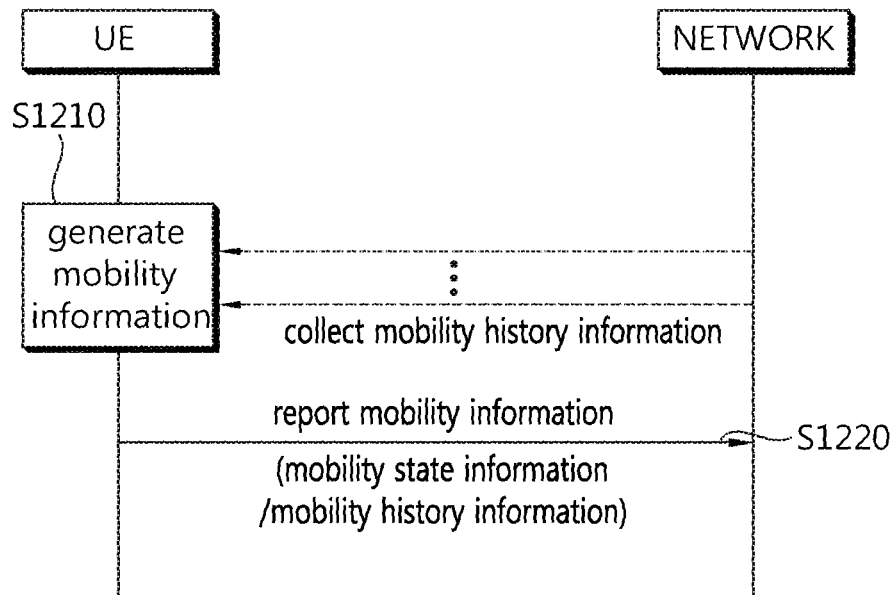 UE
NETWORK
S1210
generate
mobility
information
collect mobility history information
report mobility information
S1220
(mobility state information
/mobility history information)